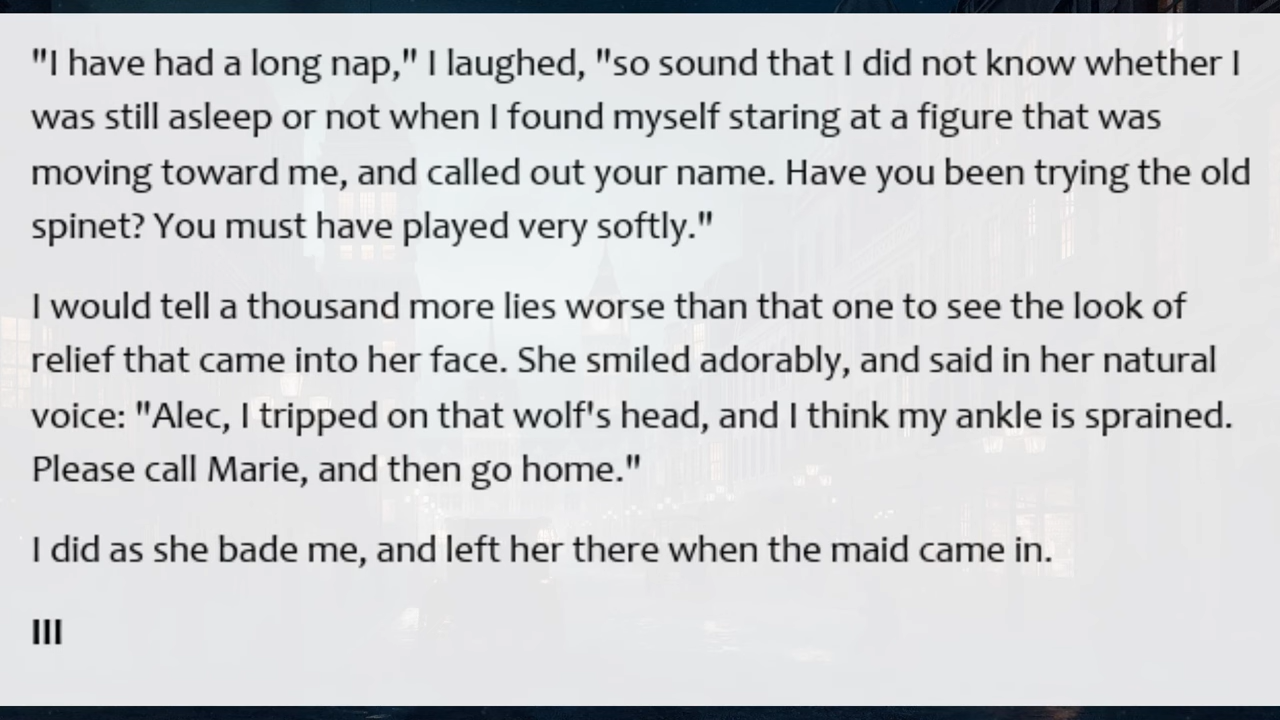 "I have had a long nap," I laughed, "so sound that I did not know whether I
was still asleep or not when I found myself staring at a figure that was
moving toward me, and called out your name. Have you been trying the old
spinet? You must have played very softly."
I would tell a thousand more lies worse than that one to see the look of
relief that came into her face. She smiled adorably, and said in her natural
voice: "Alec, I tripped on that wolf's head, and I think my ankle is sprained.
Please call Marie, and then go home."
I did as she bade me, and left her there when the maid came in.
III